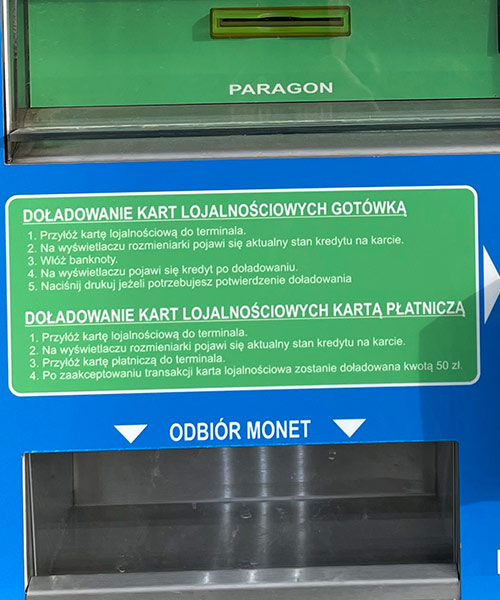 PARAGON
DOŁADOWANIE KART LOJALNOŚCIOWYCH GOTÓWKĄ
1. Przyłóż kartę lojalnościową do terminala.
2. Na wyświetlaczu rozmieniarki pojawi się aktualny stan kredytu na karcie.
3. Włóż banknoty.
4. Na wyświetlaczu pojawi się kredyt po doładowaniu.
5. Naciśnij drukuj jeżeli potrzebujesz potwierdzenie doładowania
DOŁADOWANIE KART LOJALNOŚCIOWYCH KARTĄ PŁATNICZĄ
1. Przyłóż kartę lojalnościową do terminala.
2. Na wyświetlaczu rozmieniarki pojawi się aktualny stan kredytu na karcie.
3. Przyłóż kartę płatniczą do terminala.
4. Po zaakceptowaniu transakcji karta lojalnościowa zostanie doładowana kwotą 50 zł.
ODBIÓR MONET